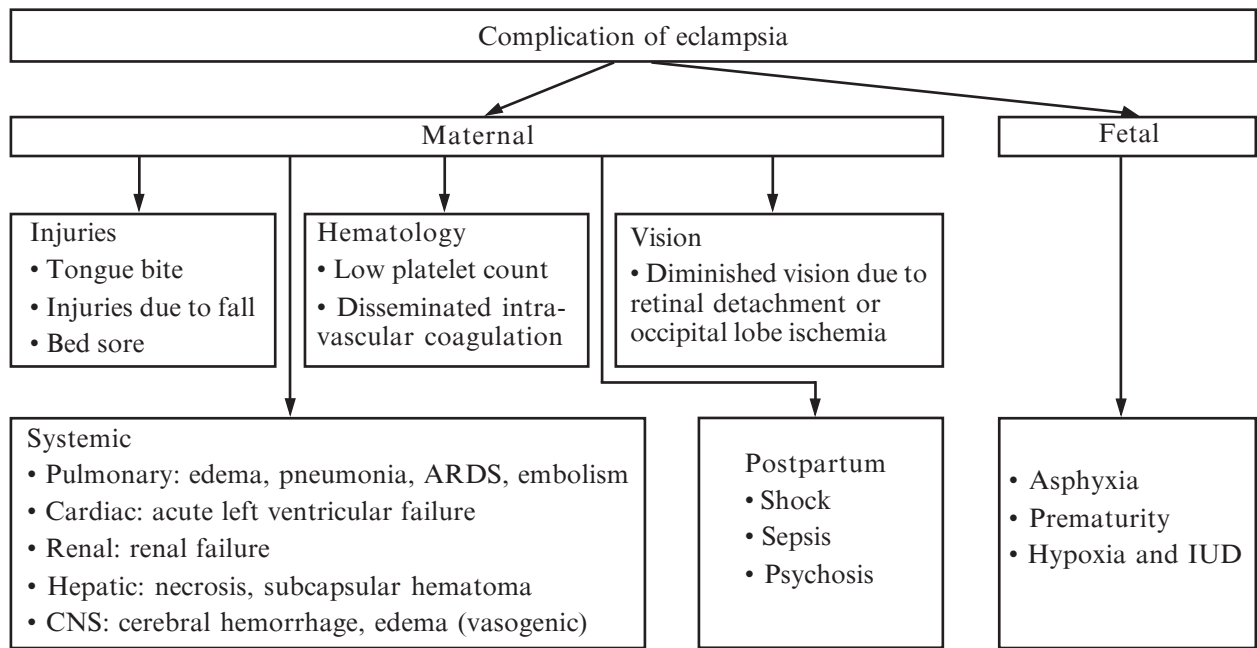 Complication of eclampsia
Maternal
Fetal
Injuries
• Tongue bite
• Injuries due to fall
• Bed sore
Hematology
• Low platelet count
• Disseminated intra-
vascular coagulation
Vision
• Diminished vision due to
retinal detachment or
occipital lobe ischemia
Systemic
• Pulmonary: edema, pneumonia, ARDS, embolism
• Cardiac: acute left ventricular failure
• Renal: renal failure
• Hepatic: necrosis, subcapsular hematoma
• CNS: cerebral hemorrhage, edema (vasogenic)
Postpartum
• Shock
• Sepsis
• Psychosis
• Asphyxia
• Prematurity
• Hypoxia and IUD